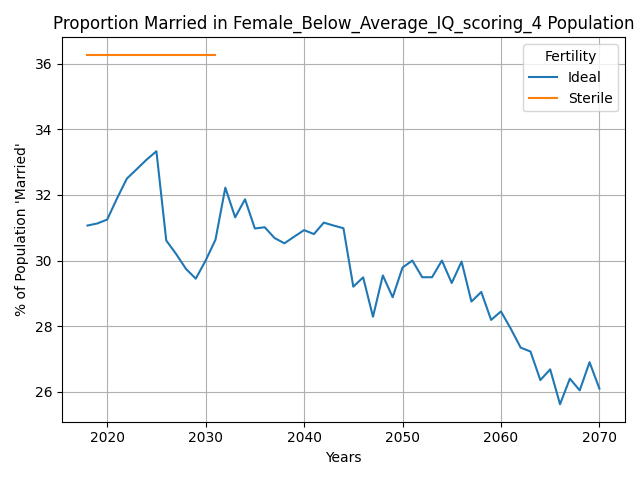 Proportion Married in Female_Below_Average_IQ_scoring_4 Population
% of Population 'Married'
36
34
32
30
28
26
Fertility
Ideal
Sterile
2020 2030 2040 2050 2060 2070
Years